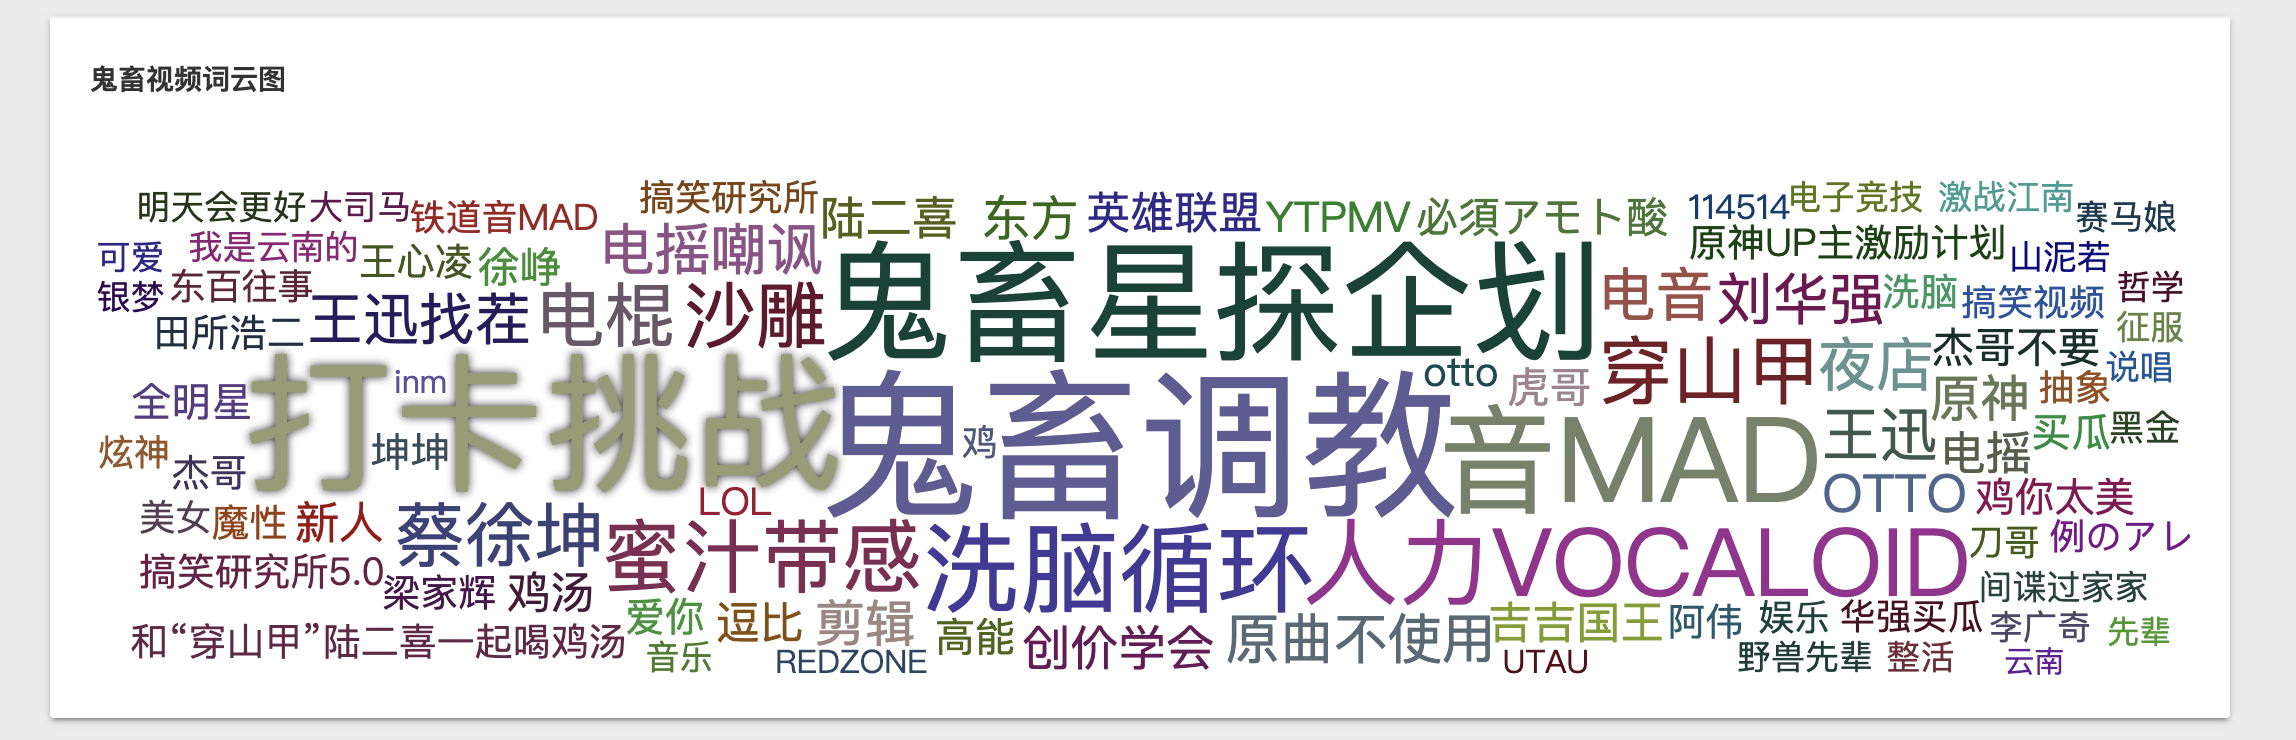 鬼畜视频词云图
搞笑研究所
明天会更好
大司马
铁道音MAD
陆二喜
东方
英雄联盟
YTPMV
必須アモト酸
114514
电子竞技
激战江南
赛马娘
可爱
我是云南的
王心凌
徐峥
电摇嘲讽
鬼畜星探企划
原神UP主激励计划
山泥若
银梦
东百往事
王迅找茬
电棍
沙雕
电音
刘华强
洗脑
搞笑视频
哲学
田所浩二
征服
打卡挑战
inm
otto
虎哥
穿山甲
夜店
杰哥不要
说唱
全明星
鬼畜调教
原神
抽象
炫神
坤坤
鸡
音MAD
王迅
电摇
买瓜
黑金
杰哥
LOL
OTTO
鸡你太美
美女
魔性
新人
蔡徐坤
蜜汁带感
洗脑循环
人力VOCALOID
刀哥
例のアレ
搞笑研究所5.0
梁家辉
鸡汤
间谍过家家
爱你
逗比
剪辑
高能
创价学会
原曲不使用
吉吉国王
阿伟
娱乐
华强买瓜
李广奇
先辈
和“穿山甲”陆二喜一起喝鸡汤
音乐
REDZONE
UTAU
野兽先辈
整活
云南